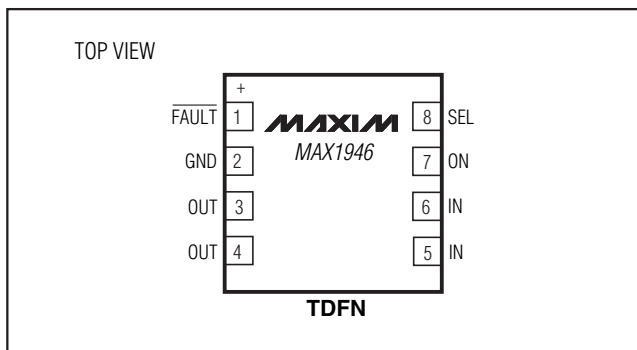 TOP VIEW
+
FAULT 1 MAXIM 8 SEL
MAX1946
GND 2 7 ON
OUT 3 6 IN
OUT 4 5 IN
TDFN